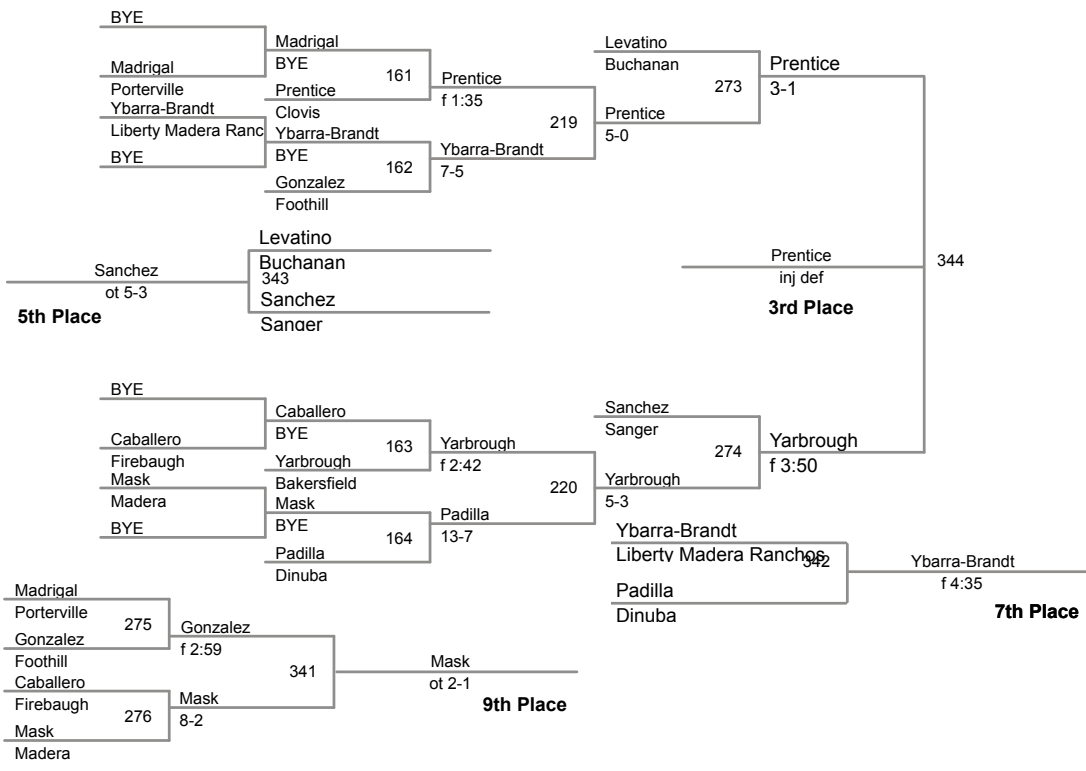 BYE
Madrigal
Porterville
Ybarra-Brandt
Liberty Madera Ranc
BYE
Madrigal
BYE
161
Prentice
Clovis
Ybarra-Brandt
BYE
162
Gonzalez
Foothill
Prentice
f 1:35
219
Ybarra-Brandt
7-5
Levatino
Buchanan
273
Prentice
5-0
Prentice
3-1
344
Prentice
inj def
3rd Place
Levatino
Buchanan
343
Sanchez
Sanger
Sanchez
ot 5-3
5th Place
BYE
Caballero
Firebaugh
Mask
Madera
BYE
Caballero
BYE
163
Yarbrough
Bakersfield
Mask
BYE
164
Padilla
Dinuba
Yarbrough
f 2:42
220
Padilla
13-7
Sanchez
Sanger
274
Yarbrough
5-3
Yarbrough
f 3:50
Ybarra-Brandt
Liberty Madera Ranchos
342
Padilla
Dinuba
Ybarra-Brandt
f 4:35
7th Place
Madrigal
Porterville
275
Gonzalez
Foothill
Caballero
Firebaugh
276
Mask
Madera
Gonzalez
f 2:59
341
Mask
8-2
Mask
ot 2-1
9th Place